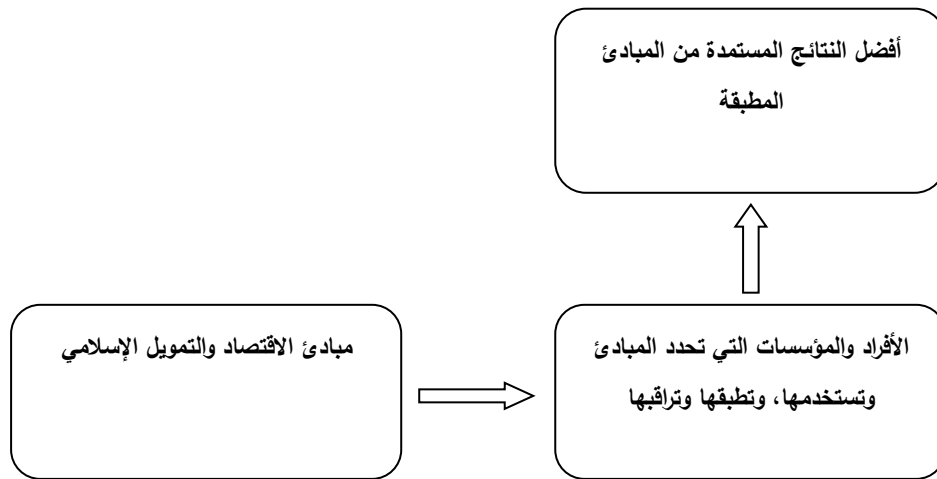 أفضل النتائج المستمدة من المبادئ
المطبقة
الأفراد والمؤسسات التي تحدد المبادئ
وتستخدمها، وتطبقها وتراقبها
مبادئ الاقتصاد والتمويل الإسلامي